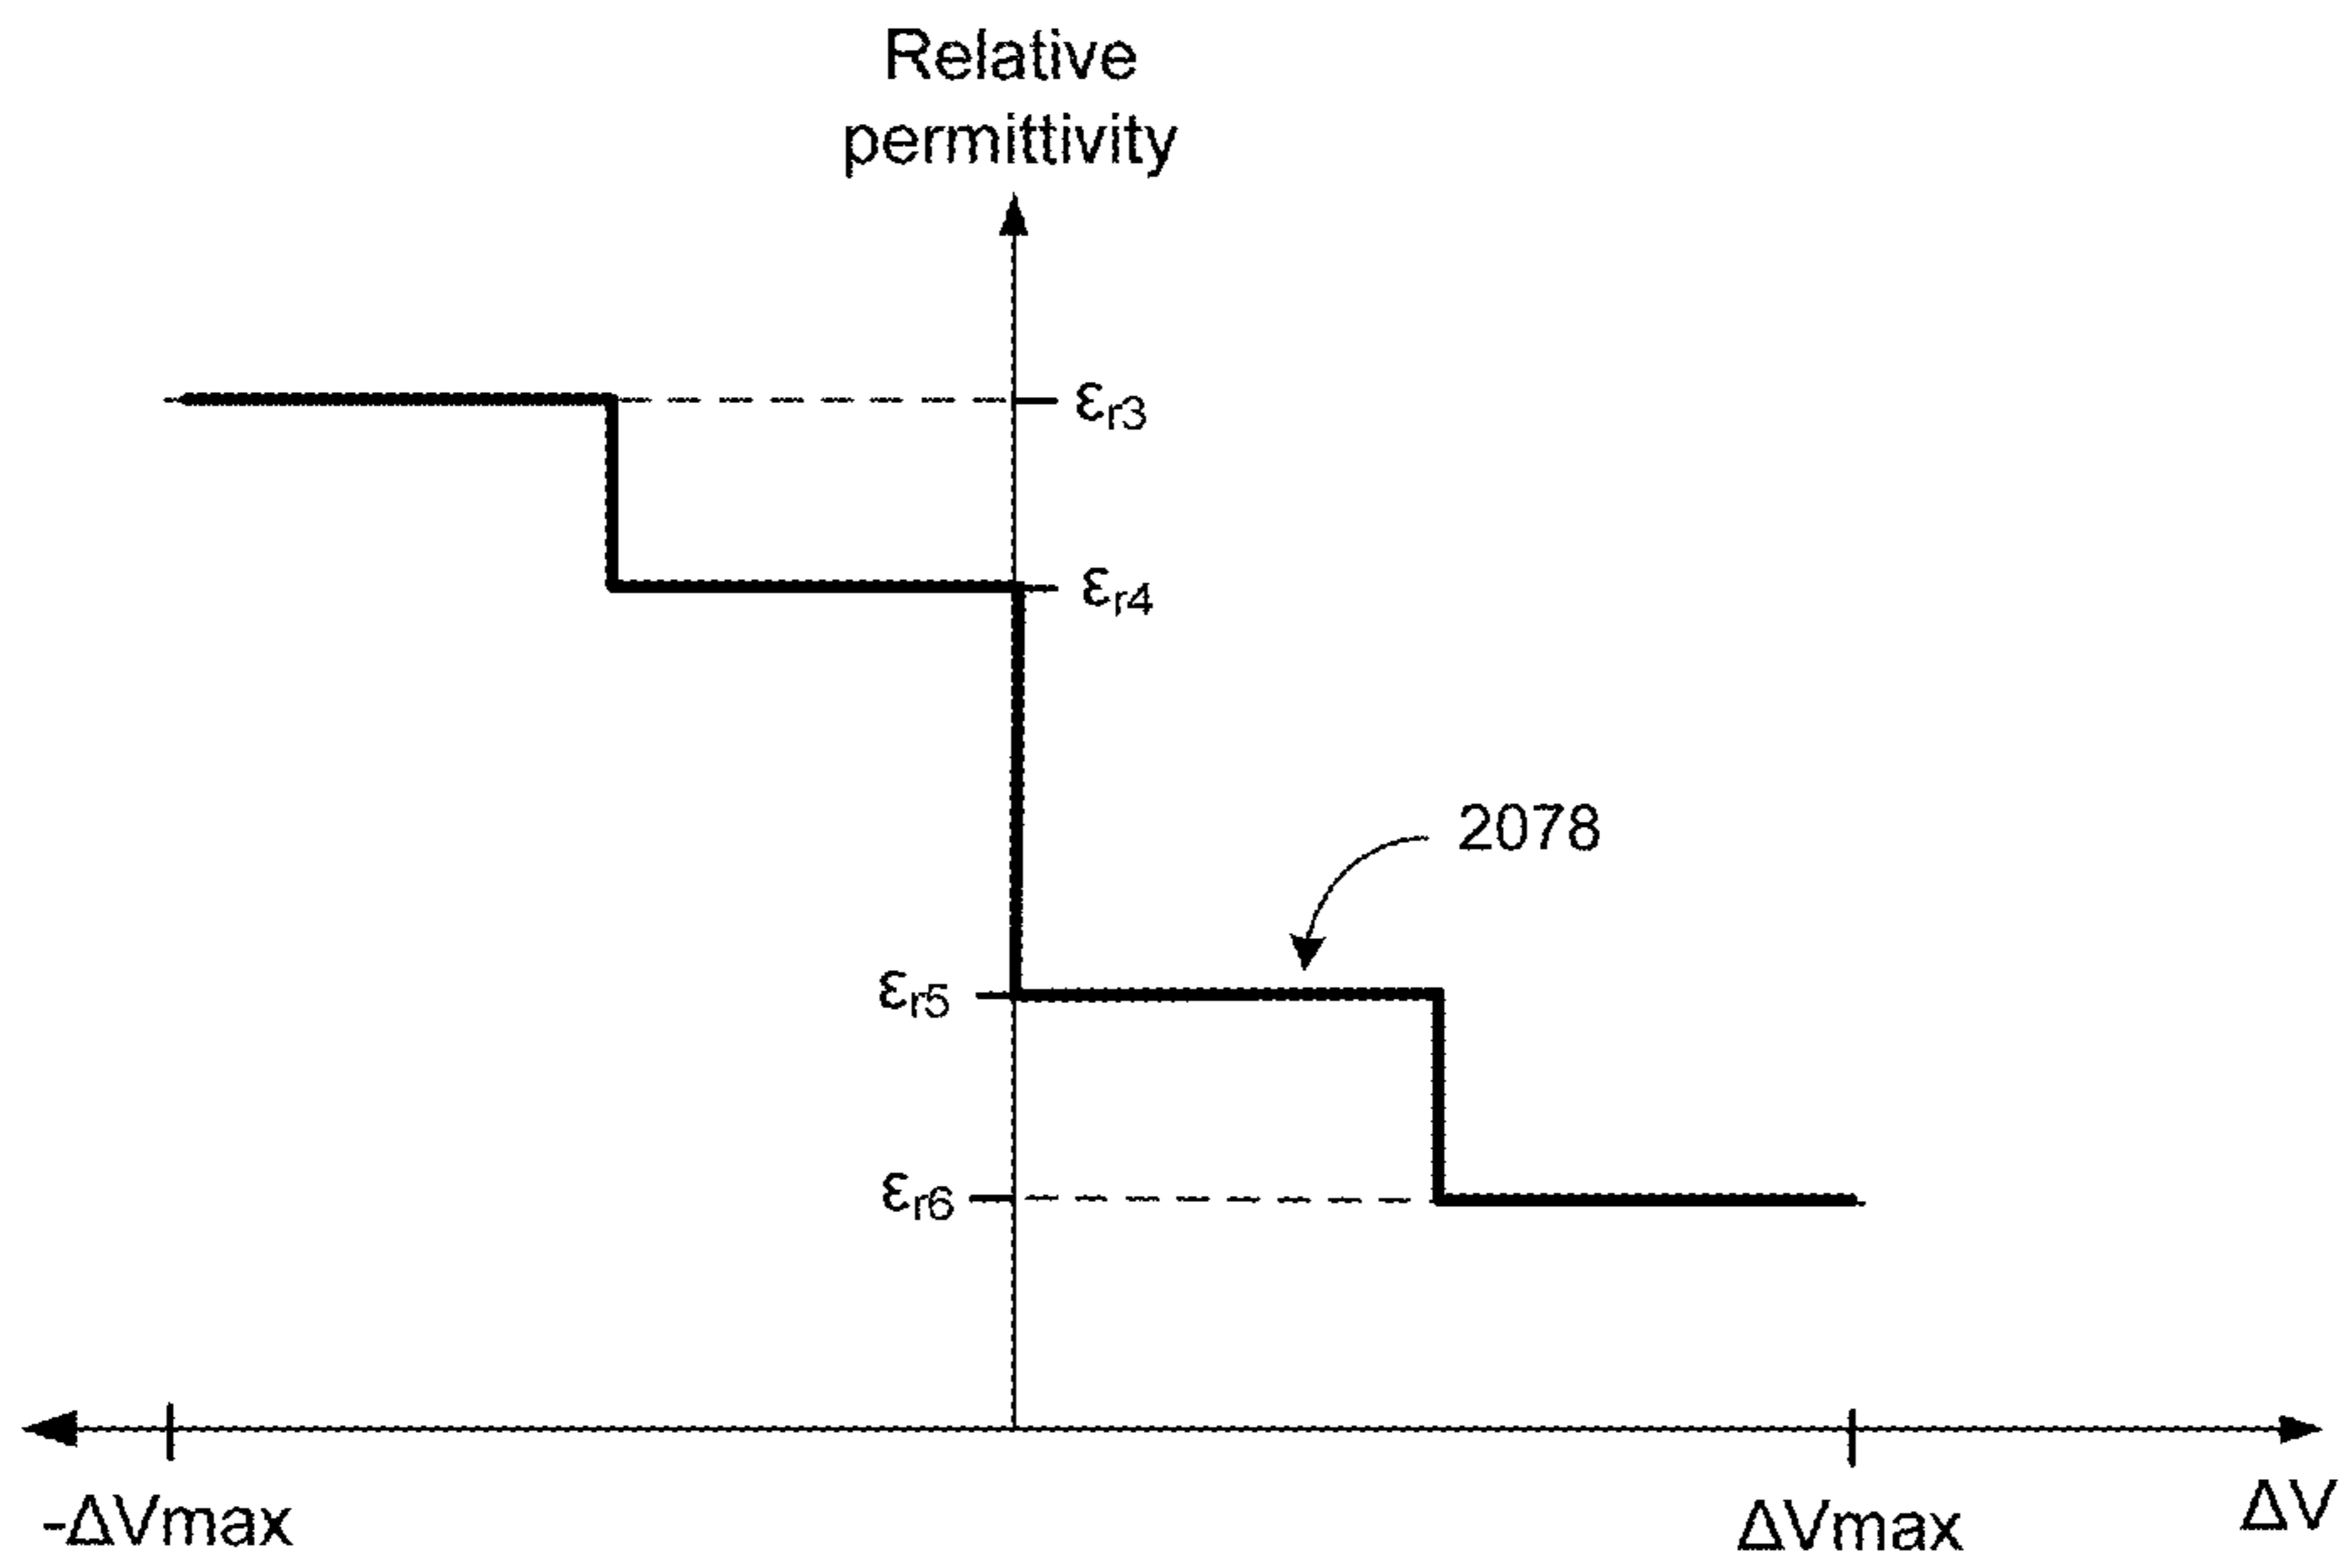 Relative
permittivity
εr3
εr4
2078
εr5
εr6
-ΔVmax
ΔVmax
ΔV